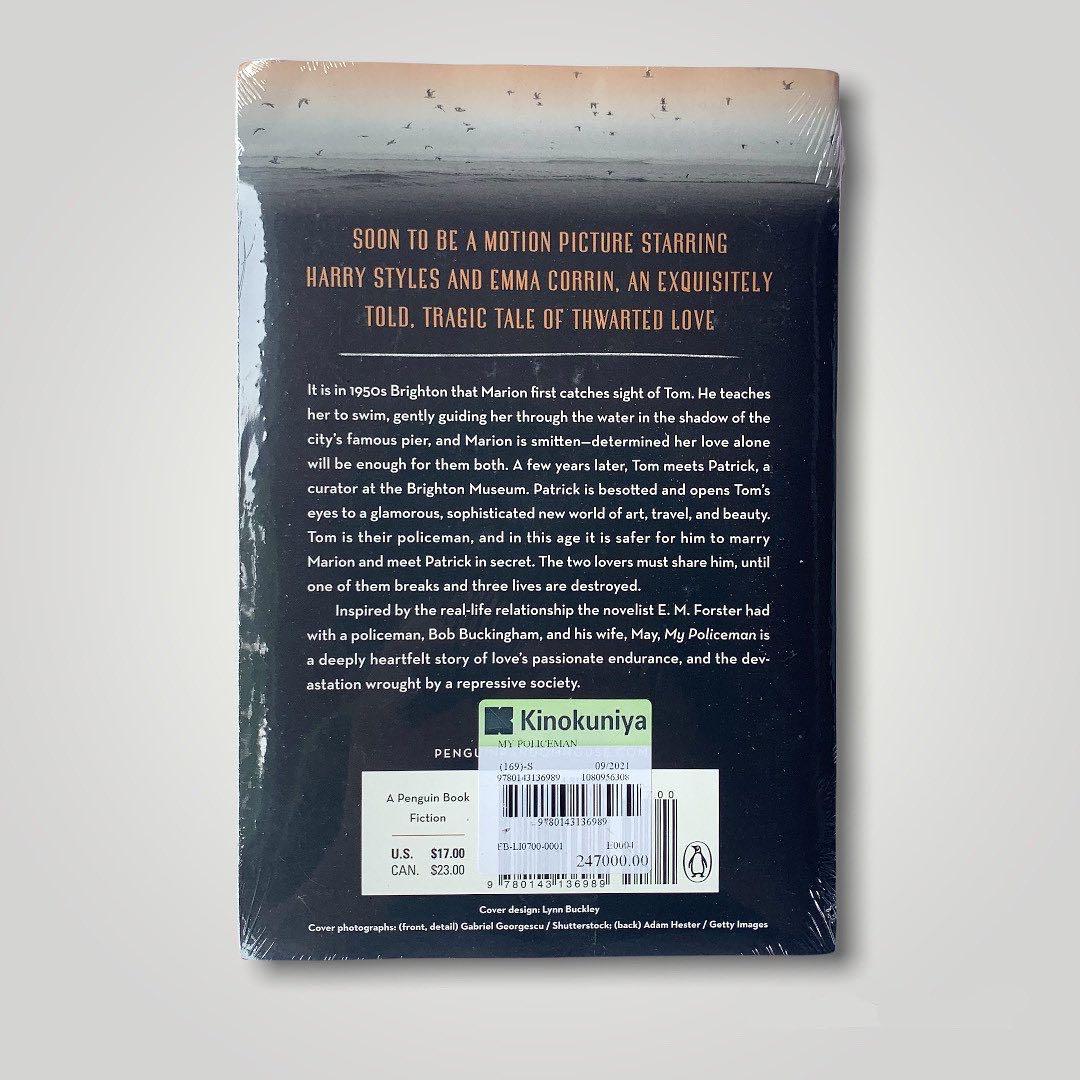 SOON TO BE A MOTION PICTURE STARRING
HARRY STYLES AND EMMA CORRIN, AN EXQUISITELY
TOLD, TRAGIC TALE OF THWARTED LOVE
It is in 1950s Brighton that Marion first catches sight of Tom. He teaches
her to swim, gently guiding her through the water in the shadow of the
city's famous pier, and Marion is smitten—determined her love alone
will be enough for them both. A few years later, Tom meets Patrick, a
curator at the Brighton Museum. Patrick is besotted and opens Tom's
eyes to a glamorous, sophisticated new world of art, travel, and beauty.
Tom is their policeman, and in this age it is safer for him to marry
Marion and meet Patrick in secret. The two lovers must share him, until
one of them breaks and three lives are destroyed.
Inspired by the real-life relationship the novelist E. M. Forster had
with a policeman, Bob Buckingham, and his wife, May, My Policeman is
a deeply heartfelt story of love's passionate endurance, and the dev-
astation wrought by a repressive society.
Kinokuniya
MY POLICEMAN
(169)-S 09/2021
9780143136989 1080956308
9780143136989
FB-LI0700-0001 E0004
247000.00
A Penguin Book
Fiction
U.S. $17.00
CAN. $23.00
9 780143 136989
Cover design: Lynn Buckley
Cover photographs: (front, detail) Gabriel Georgescu / Shutterstock; (back) Adam Hester / Getty Images